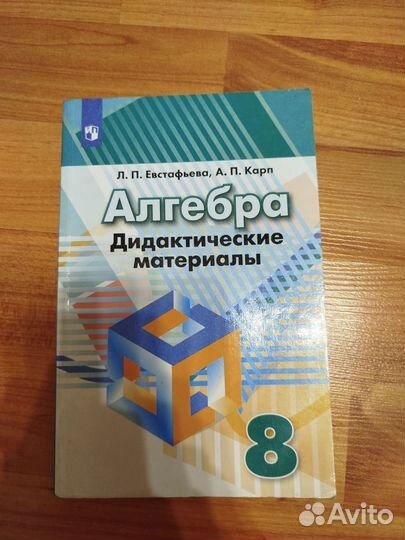 Л. П. Евстафьева, А. П. Карп
Алгебра
Дидактические
материалы
8
Avito